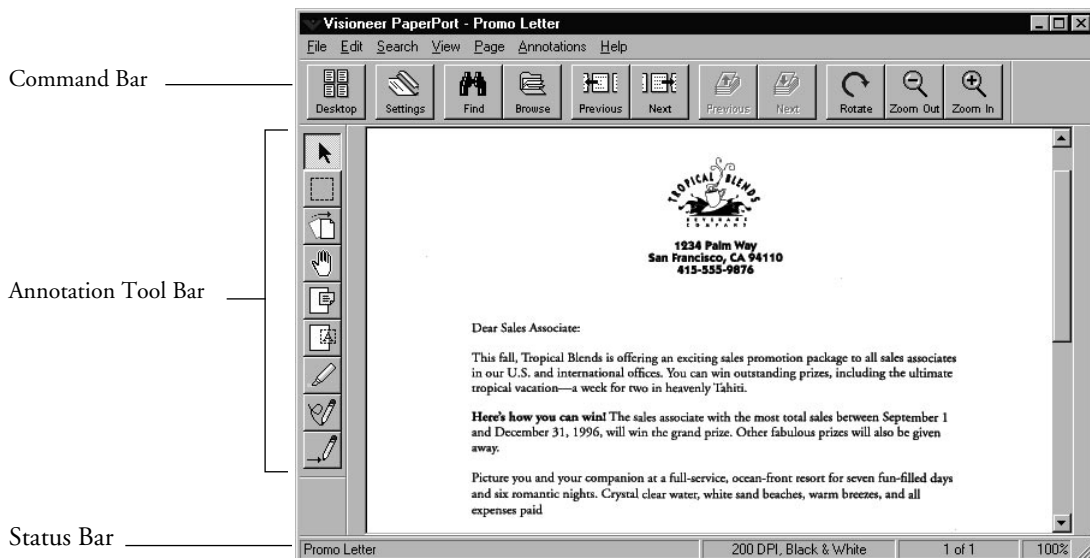 Visioneer PaperPort - Promo Letter
File Edit Search View Page Annotations Help
Command Bar
Desktop Settings Find Browse Previous Next Previous Next Rotate Zoom Out Zoom In
TROPICAL BLENDS
BEVERAGE
COMPANY
1234 Palm Way
San Francisco, CA 94110
415-555-9876
Annotation Tool Bar
Dear Sales Associate:
This fall, Tropical Blends is offering an exciting sales promotion package to all sales associates
in our U.S. and international offices. You can win outstanding prizes, including the ultimate
tropical vacation—a week for two in heavenly Tahiti.
Here's how you can win! The sales associate with the most total sales between September 1
and December 31, 1996, will win the grand prize. Other fabulous prizes will also be given
away.
Picture you and your companion at a full-service, ocean-front resort for seven fun-filled days
and six romantic nights. Crystal clear water, white sand beaches, warm breezes, and all
expenses paid
Status Bar
Promo Letter 200 DPI, Black & White 1 of 1 100%